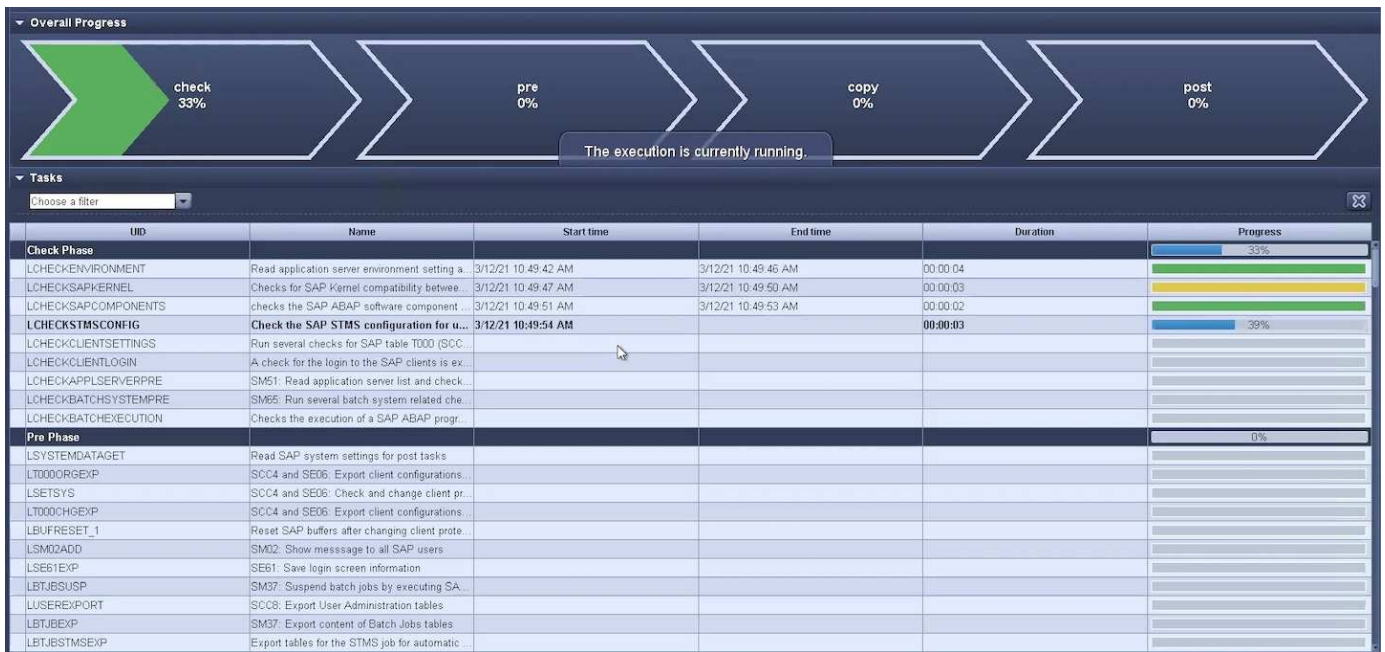 Overall Progress
check
33%
pre
0%
copy
0%
post
0%
The execution is currently running.
Tasks
Choose a filter
UID Name Start time End time Duration Progress
Check Phase 33%
LCHECKENVIRONMENT Read application server environment setting a... 3/12/21 10:49:42 AM 3/12/21 10:49:46 AM 00:00:04
LCHECKSAPKERNEL Checks for SAP Kernel compatibility betwee... 3/12/21 10:49:47 AM 3/12/21 10:49:50 AM 00:00:03
LCHECKSAPCOMPONENTS checks the SAP ABAP software component ... 3/12/21 10:49:51 AM 3/12/21 10:49:53 AM 00:00:02
LCHECKSTMSCONFIG Check the SAP STMS configuration for u... 3/12/21 10:49:54 AM 00:00:03 39%
LCHECKCLIENTSETTINGS Run several checks for SAP table T000 (SCC...
LCHECKCLIENTLOGIN A check for the login to the SAP clients is ex...
LCHECKAPPLSERVERPRE SM51: Read application server list and check...
LCHECKBATCHSYSTEMPRE SM65: Run several batch system related che...
LCHECKBATCHEXECUTION Checks the execution of a SAP ABAP progr...
Pre Phase 0%
LSYSTEMDATAGET Read SAP system settings for post tasks
LT000ORGEXP SCC4 and SE06: Export client configurations...
LSETSYS SCC4 and SE06: Check and change client pr...
LT000CHGEXP SCC4 and SE06: Export client configurations...
LBUFRESET_1 Reset SAP buffers after changing client prote...
LSM02ADD SM02: Show messsage to all SAP users
LSE61EXP SE61: Save login screen information
LBTJBSUSP SM37: Suspend batch jobs by executing SA...
LUSEREXPORT SCC8: Export User Administration tables
LBTJBEXP SM37: Export content of Batch Jobs tables
LBTJBSTMSEXP Export tables for the STMS job for automatic ...